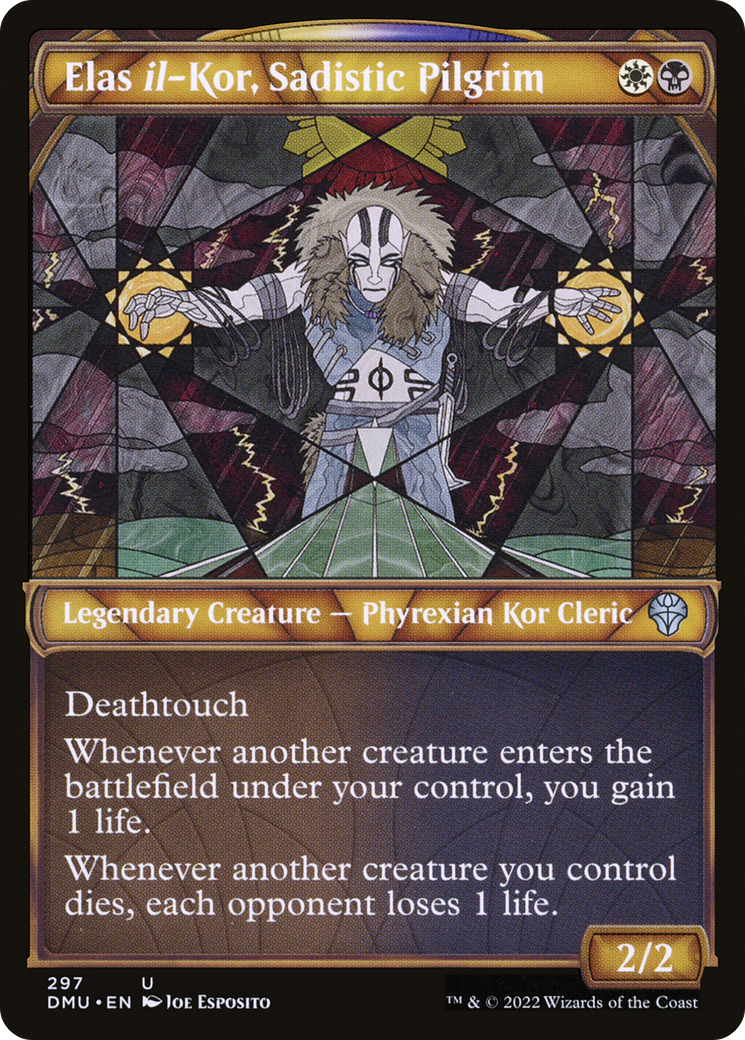 Elas il-Kor, Sadistic Pilgrim
Legendary Creature — Phyrexian Kor Cleric
Deathtouch
Whenever another creature enters the
battlefield under your control, you gain
1 life.
Whenever another creature you control
dies, each opponent loses 1 life.
2/2
297 U
DMU • EN Joe Esposito
™ & © 2022 Wizards of the Coast